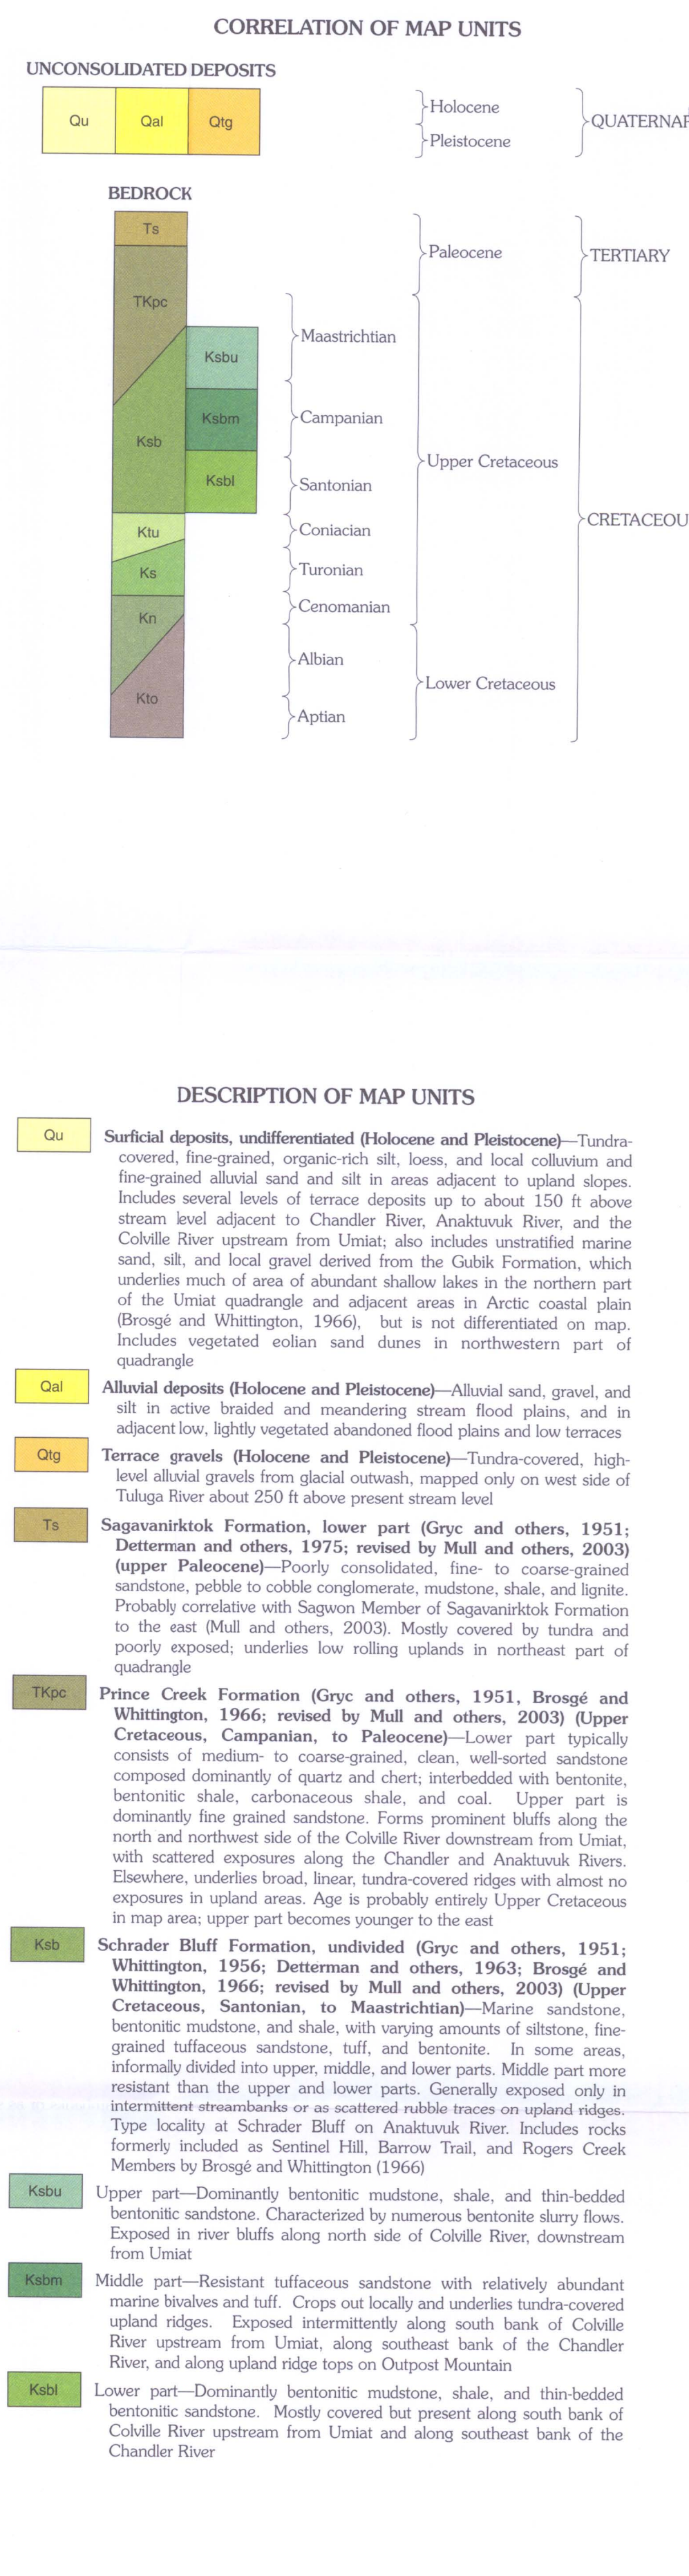 CORRELATION OF MAP UNITS
UNCONSOLIDATED DEPOSITS
Qu
Qal
Qtg
Holocene
Pleistocene
QUATERNAR
BEDROCK
Ts
TKpc
Ksb
Ksbu
Ksbm
Ksbl
Ktu
Ks
Kn
Kto
Maastrichtian
Campanian
Santonian
Coniacian
Turonian
Cenomanian
Albian
Aptian
Paleocene
Upper Cretaceous
Lower Cretaceous
TERTIARY
CRETACEOU
DESCRIPTION OF MAP UNITS
Qu
Surficial deposits, undifferentiated (Holocene and Pleistocene)—Tundra-
covered, fine-grained, organic-rich silt, loess, and local colluvium and
fine-grained alluvial sand and silt in areas adjacent to upland slopes.
Includes several levels of terrace deposits up to about 150 ft above
stream level adjacent to Chandler River, Anaktuvuk River, and the
Colville River upstream from Umiat; also includes unstratified marine
sand, silt, and local gravel derived from the Gubik Formation, which
underlies much of area of abundant shallow lakes in the northern part
of the Umiat quadrangle and adjacent areas in Arctic coastal plain
(Brosgé and Whittington, 1966), but is not differentiated on map.
Includes vegetated eolian sand dunes in northwestern part of
quadrangle
Qal
Alluvial deposits (Holocene and Pleistocene)—Alluvial sand, gravel, and
silt in active braided and meandering stream flood plains, and in
adjacent low, lightly vegetated abandoned flood plains and low terraces
Qtg
Terrace gravels (Holocene and Pleistocene)—Tundra-covered, high-
level alluvial gravels from glacial outwash, mapped only on west side of
Tuluga River about 250 ft above present stream level
Ts
Sagavanirktok Formation, lower part (Gryc and others, 1951;
Detterman and others, 1975; revised by Mull and others, 2003)
(upper Paleocene)—Poorly consolidated, fine- to coarse-grained
sandstone, pebble to cobble conglomerate, mudstone, shale, and lignite.
Probably correlative with Sagwon Member of Sagavanirktok Formation
to the east (Mull and others, 2003). Mostly covered by tundra and
poorly exposed; underlies low rolling uplands in northeast part of
quadrangle
TKpc
Prince Creek Formation (Gryc and others, 1951, Brosgé and
Whittington, 1966; revised by Mull and others, 2003) (Upper
Cretaceous, Campanian, to Paleocene)—Lower part typically
consists of medium- to coarse-grained, clean, well-sorted sandstone
composed dominantly of quartz and chert; interbedded with bentonite,
bentonitic shale, carbonaceous shale, and coal. Upper part is
dominantly fine grained sandstone. Forms prominent bluffs along the
north and northwest side of the Colville River downstream from Umiat,
with scattered exposures along the Chandler and Anaktuvuk Rivers.
Elsewhere, underlies broad, linear, tundra-covered ridges with almost no
exposures in upland areas. Age is probably entirely Upper Cretaceous
in map area; upper part becomes younger to the east
Ksb
Schrader Bluff Formation, undivided (Gryc and others, 1951;
Whittington, 1956; Detterman and others, 1963; Brosgé and
Whittington, 1966; revised by Mull and others, 2003) (Upper
Cretaceous, Santonian, to Maastrichtian)—Marine sandstone,
bentonitic mudstone, and shale, with varying amounts of siltstone, fine-
grained tuffaceous sandstone, tuff, and bentonite. In some areas,
informally divided into upper, middle, and lower parts. Middle part more
resistant than the upper and lower parts. Generally exposed only in
intermittent streambanks or as scattered rubble traces on upland ridges.
Type locality at Schrader Bluff on Anaktuvuk River. Includes rocks
formerly included as Sentinel Hill, Barrow Trail, and Rogers Creek
Members by Brosgé and Whittington (1966)
Ksbu
Upper part—Dominantly bentonitic mudstone, shale, and thin-bedded
bentonitic sandstone. Characterized by numerous bentonite slurry flows.
Exposed in river bluffs along north side of Colville River, downstream
from Umiat
Ksbm
Middle part—Resistant tuffaceous sandstone with relatively abundant
marine bivalves and tuff. Crops out locally and underlies tundra-covered
upland ridges. Exposed intermittently along south bank of Colville
River upstream from Umiat, along southeast bank of the Chandler
River, and along upland ridge tops on Outpost Mountain
Ksbl
Lower part—Dominantly bentonitic mudstone, shale, and thin-bedded
bentonitic sandstone. Mostly covered but present along south bank of
Colville River upstream from Umiat and along southeast bank of the
Chandler River